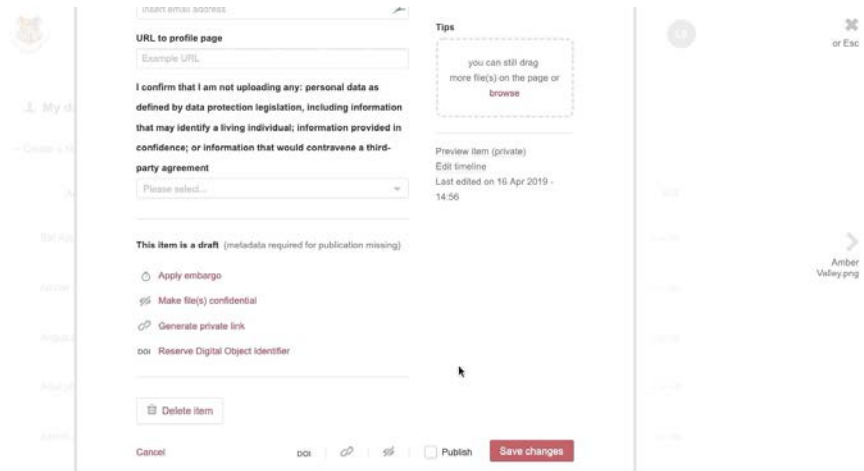 Insert email address
URL to profile page
Example URL
I confirm that I am not uploading any: personal data as
defined by data protection legislation, including information
that may identify a living individual; information provided in
confidence; or information that would contravene a third-
party agreement
Please select...
This item is a draft (metadata required for publication missing)
Apply embargo
Make file(s) confidential
Generate private link
DOI Reserve Digital Object Identifier
Delete item
Cancel
DOI
Publish
Save changes
Tips
you can still drag
more file(s) on the page or
browse
Preview item (private)
Edit timeline
Last edited on 16 Apr 2019 -
14:56
or Esc
Amber
Valley.png
My d